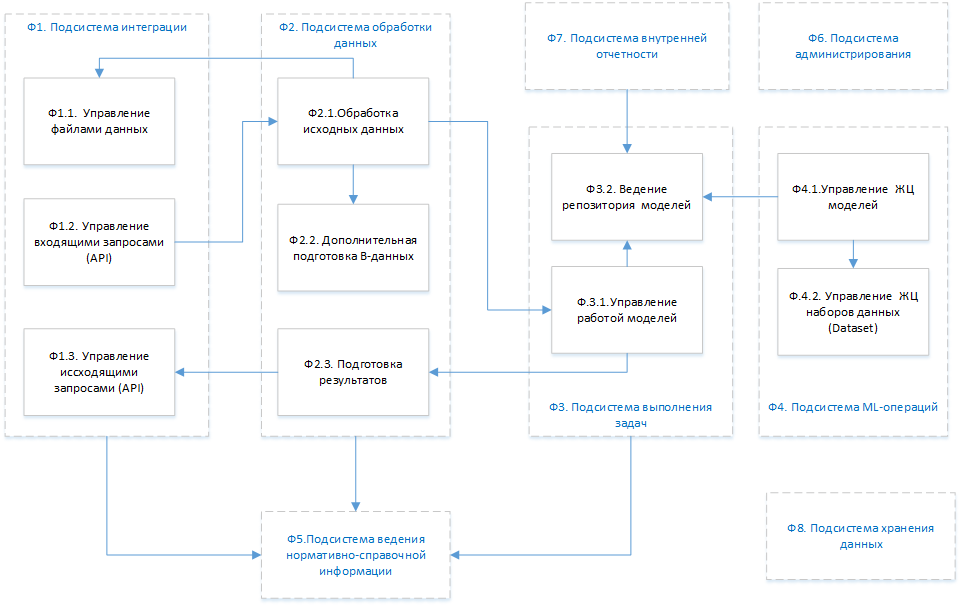 Ф1. Подсистема интеграции
Ф1.1.  Управление
файлами данных
Ф1.2. Управление
входящими запросами
(API)
Ф1.3. Управление
иссходящими
запросами (API)
Ф2. Подсистема обработки
данных
Ф2.1.Обработка
исходных данных
Ф2.2. Дополнительная
подготовка В-данных
Ф2.3. Подготовка
результатов
Ф7. Подсистема внутренней
отчетности
Ф3.2. Ведение
репозитория  моделей
Ф.3.1.Управление
работой моделей
Ф3. Подсистема выполнения
задач
Ф6. Подсистема
администрирования
Ф4.1.Управление  ЖЦ
моделей
Ф.4.2. Управление  ЖЦ
наборов данных
(Dataset)
Ф4. Подсистема ML-операций
Ф5.Подсистема ведения
нормативно-справочной
информации
Ф8. Подсистема хранения
данных